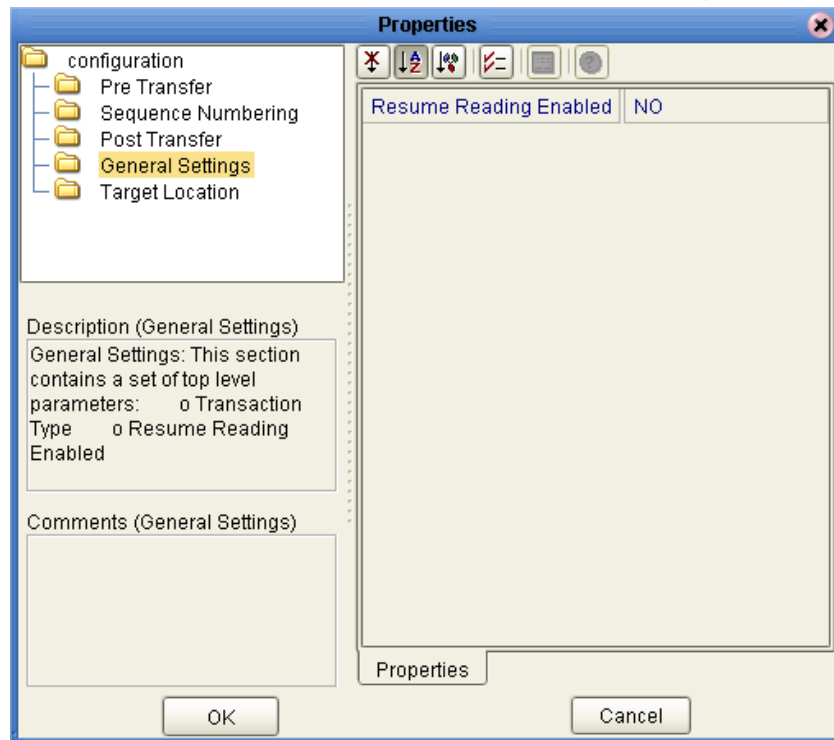 Properties
configuration
Pre Transfer
Sequence Numbering
Post Transfer
General Settings
Target Location
Description (General Settings)
General Settings: This section
contains a set of top level
parameters:      o Transaction
Type      o Resume Reading
Enabled
Comments (General Settings)
Resume Reading Enabled NO
Properties
OK
Cancel